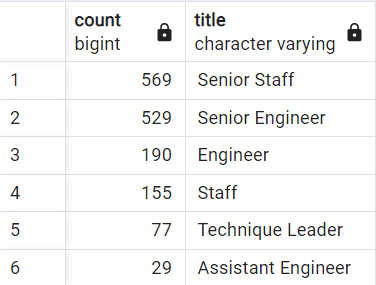 count title
bigint character varying
1 569 Senior Staff
2 529 Senior Engineer
3 190 Engineer
4 155 Staff
5 77 Technique Leader
6 29 Assistant Engineer